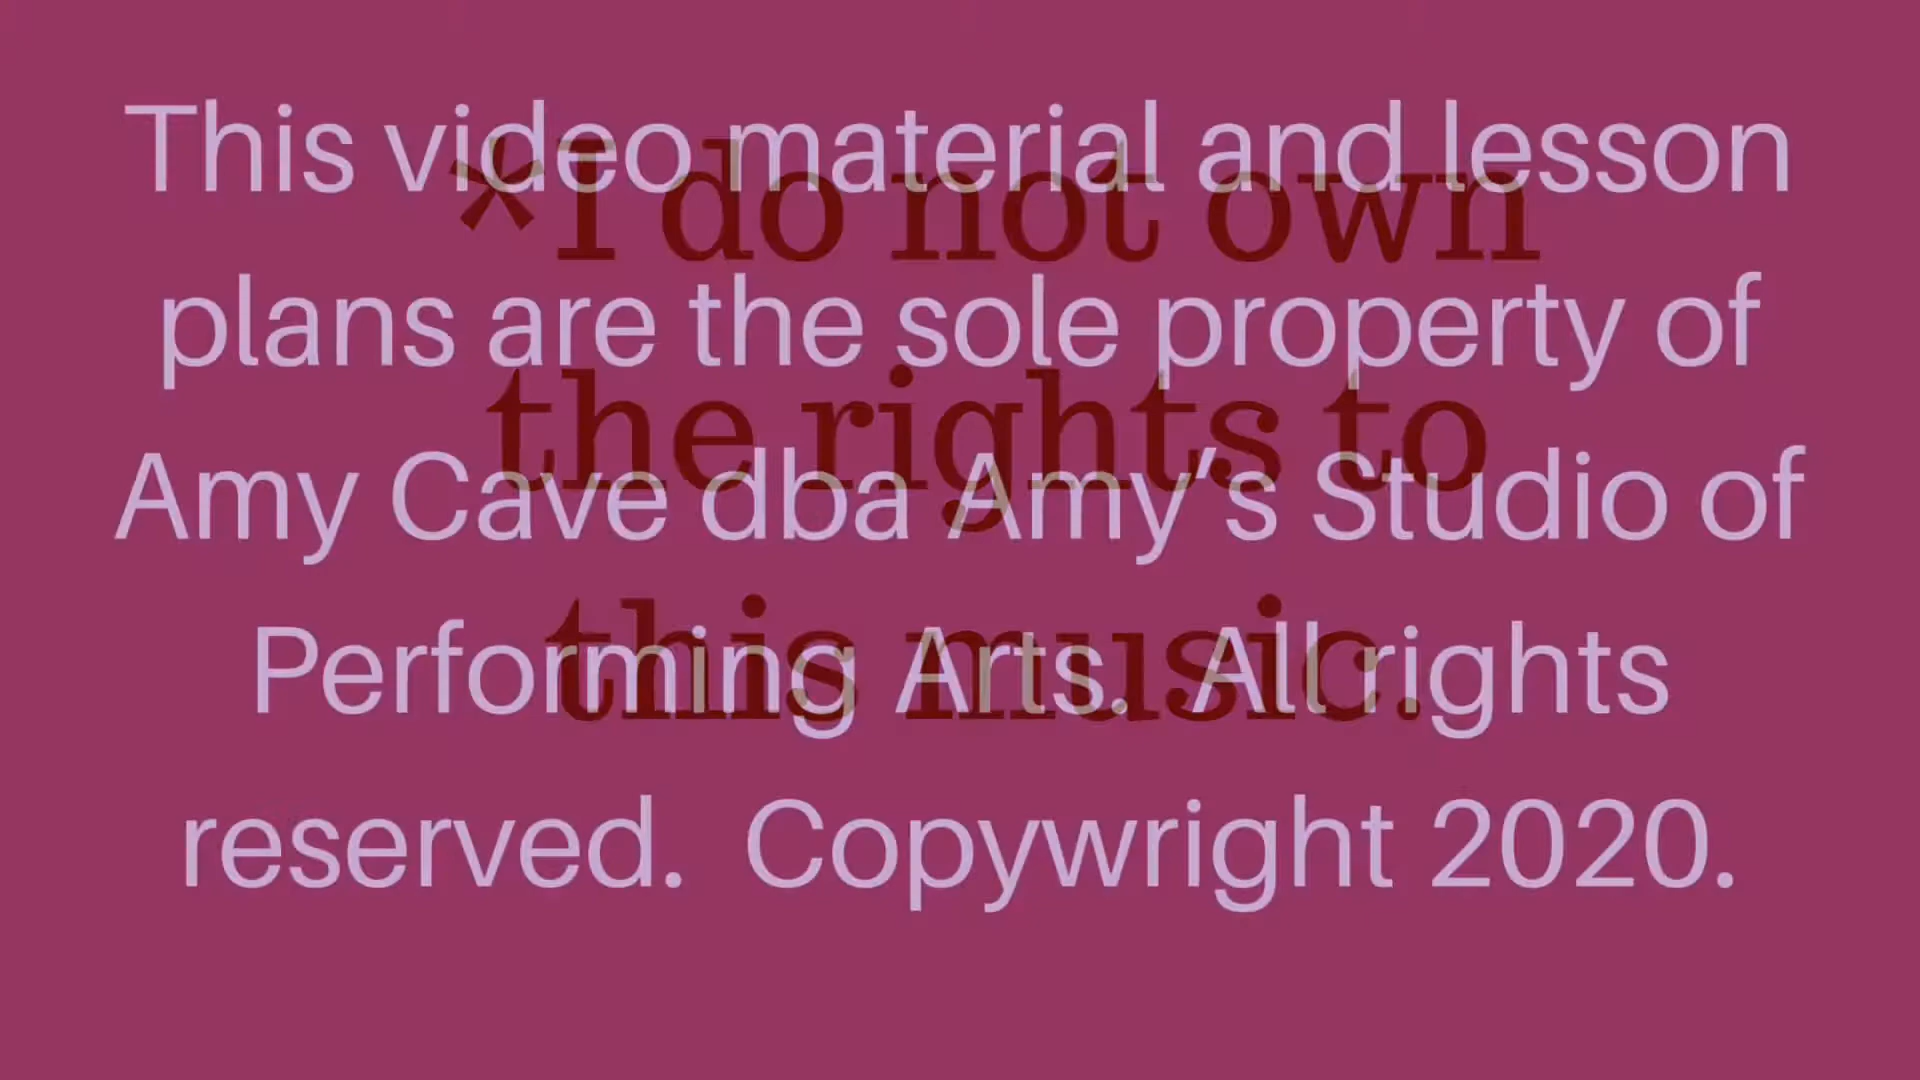 This video material and lesson
plans are the sole property of
Amy Cave dba Amy’s Studio of
Performing Arts.  All rights
reserved.  Copywright 2020.
*I do not own
the rights to
this music.